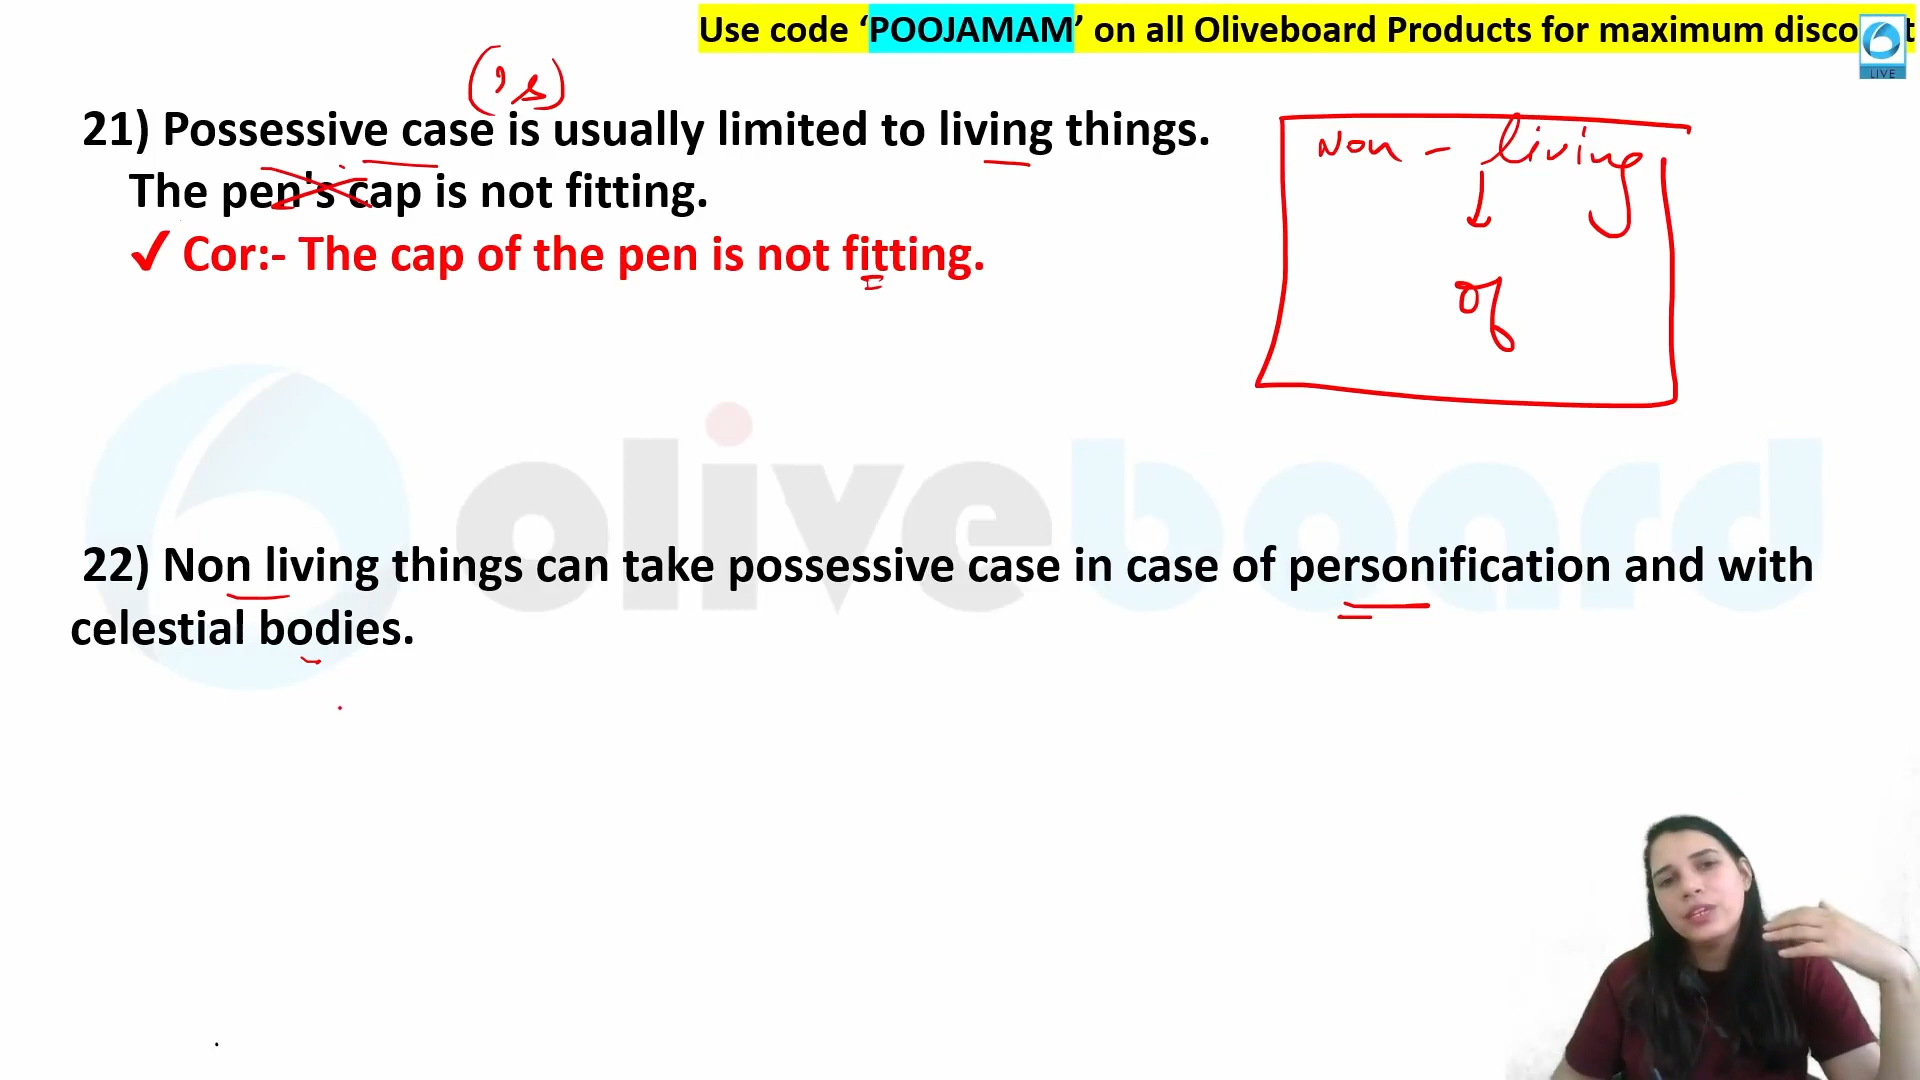 Use code ‘POOJAMAM’ on all Oliveboard Products for maximum disco t
LIVE
('s)
21) Possessive case is usually limited to living things.
The pen's cap is not fitting.
✓ Cor:- The cap of the pen is not fitting.
Non - living
↓
of
oliveboard
22) Non living things can take possessive case in case of personification and with
celestial bodies.